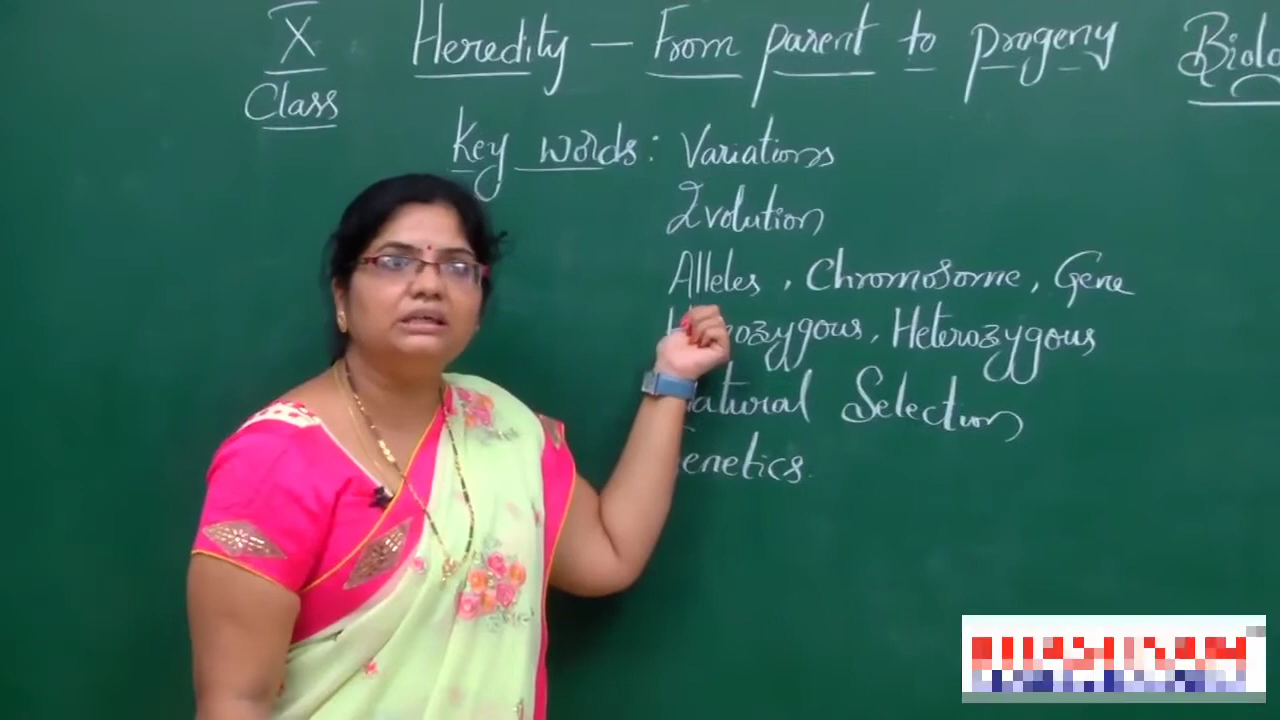 X Heredity — From parent to progeny
Class
Key words: Variations
Evolution
Alleles, Chromosome, Gene
Heterozygous
Selection